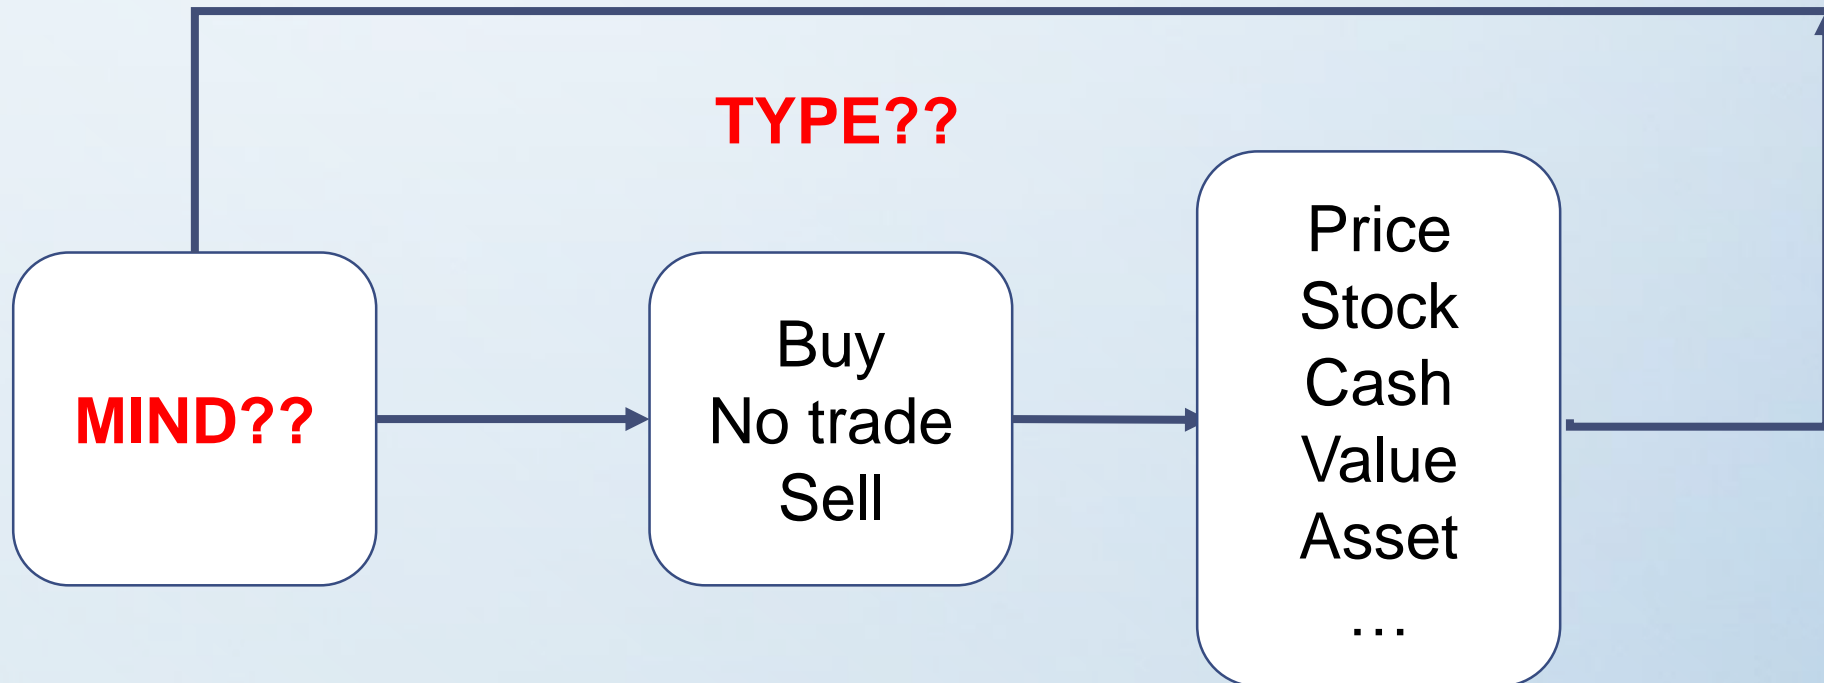 TYPE??
MIND??
Buy
No trade
Sell
Price
Stock
Cash
Value
Asset
…